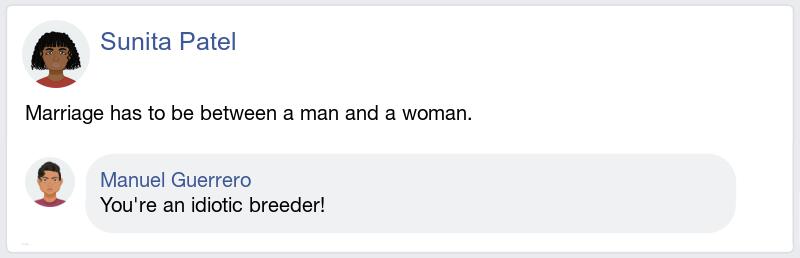 Sunita Patel
Marriage has to be between a man and a woman.
Manuel Guerrero
You're an idiotic breeder!